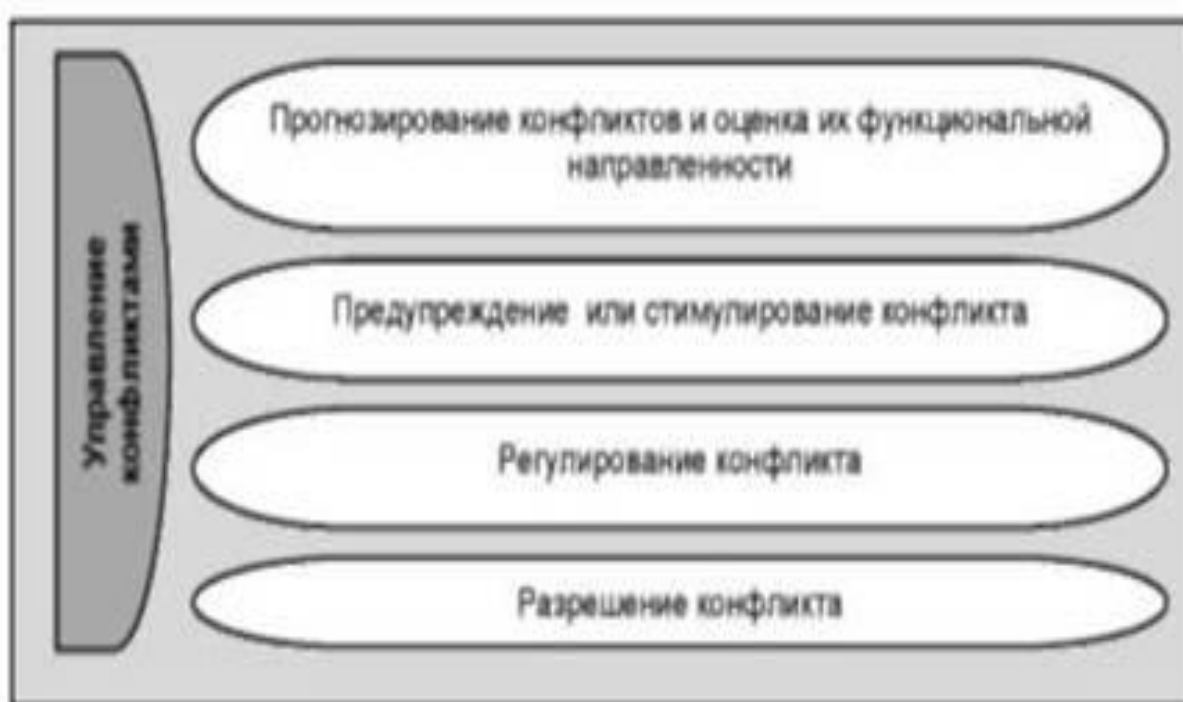 Управление
конфликтами
Прогнозирование конфликтов и оценка их функциональной
направленности
Предупреждение или стимулирование конфликта
Регулирование конфликта
Разрешение конфликта